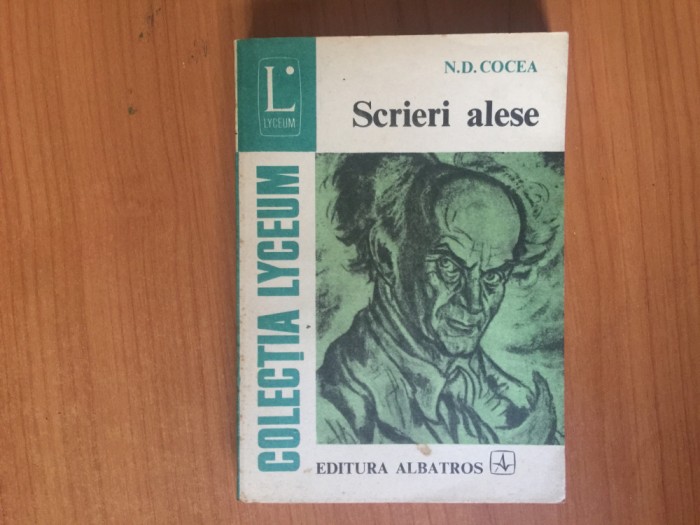 L
LYCEUM
N.D. COCEA
Scrieri alese
COLECȚIA LYCEUM
EDITURA ALBATROS